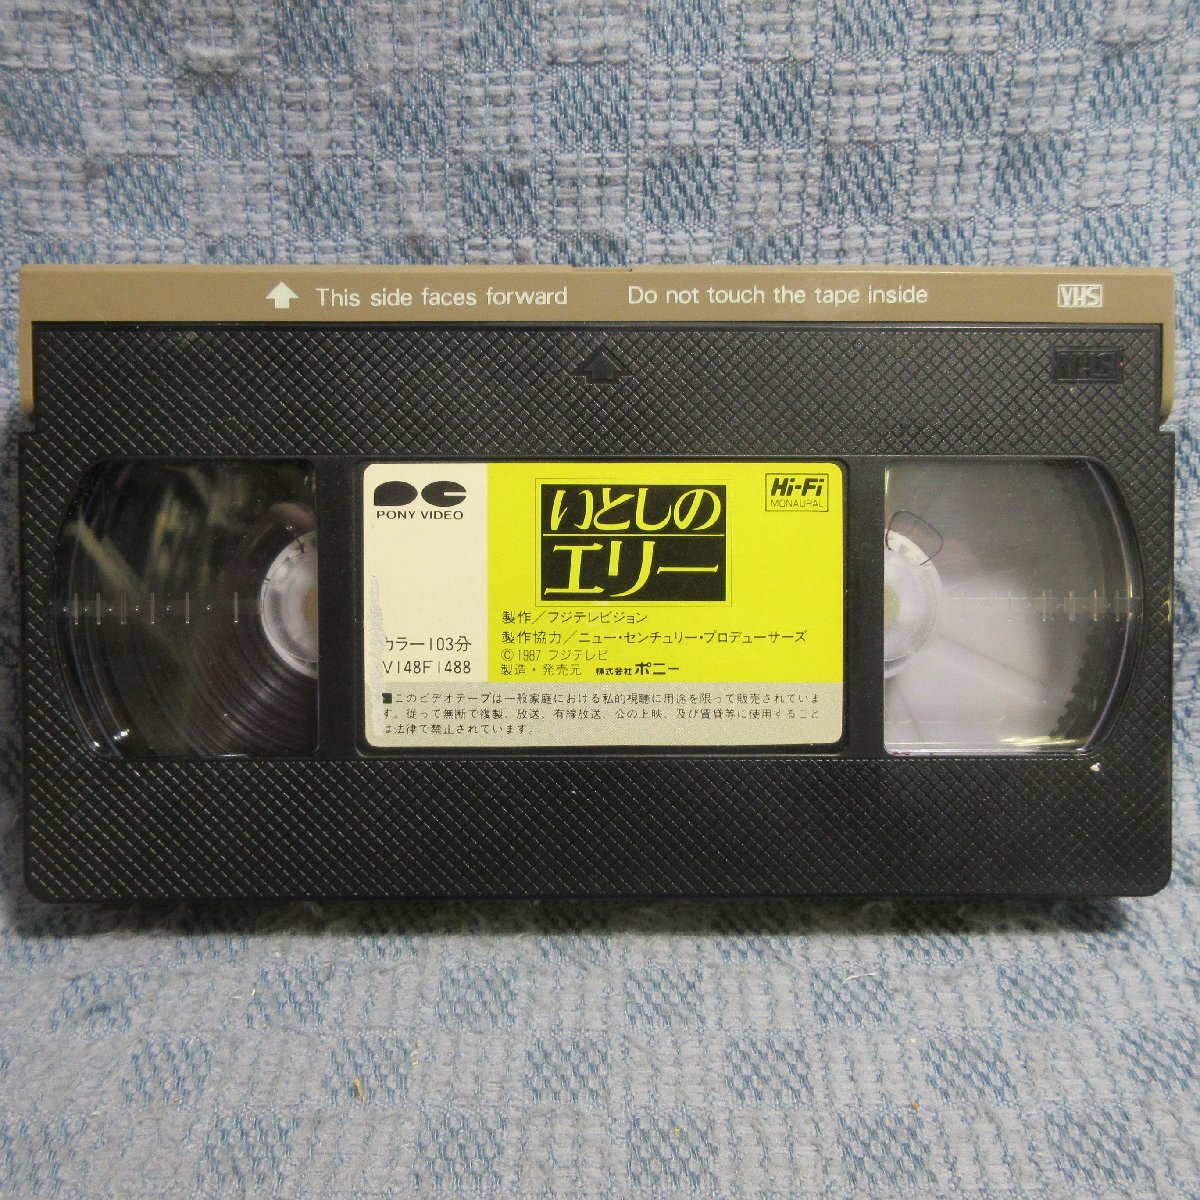 This side faces forward Do not touch the tape inside VHS
VHS
PONY VIDEO
いとしの
エリー
Hi-Fi
MONAURAL
製作/フジテレビジョン
製作協力/ニュー・センチュリー・プロデューサーズ
©1987 フジテレビ
製造・発売元 株式会社 ポニー
カラー103分
V148F1488
■このビデオテープは一般家庭における私的視聴に用途を限って販売されていま
す。従って無断で複製、放送、有線放送、公の上映、及び賃貸等に使用すること
は法律で禁止されています。